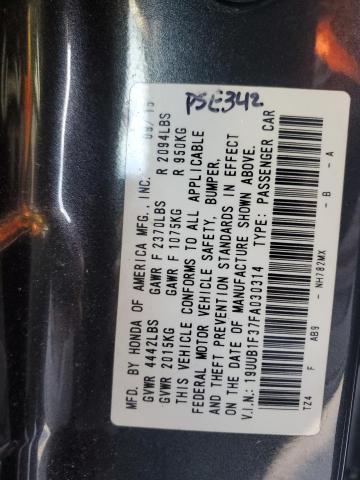 PSE342
MFD. BY HONDA OF AMERICA MFG., INC. 09/15
GVWR 4442LBS GAWR F 2370LBS R 2094LBS
GVWR 2015KG GAWR F 1075KG R 950KG
THIS VEHICLE CONFORMS TO ALL APPLICABLE
FEDERAL MOTOR VEHICLE SAFETY, BUMPER,
AND THEFT PREVENTION STANDARDS IN EFFECT
ON THE DATE OF MANUFACTURE SHOWN ABOVE.
V.I.N.: 19UUB1F37FA030314 TYPE: PASSENGER CAR
TZ4 F AB9 - NH782MX - B - A